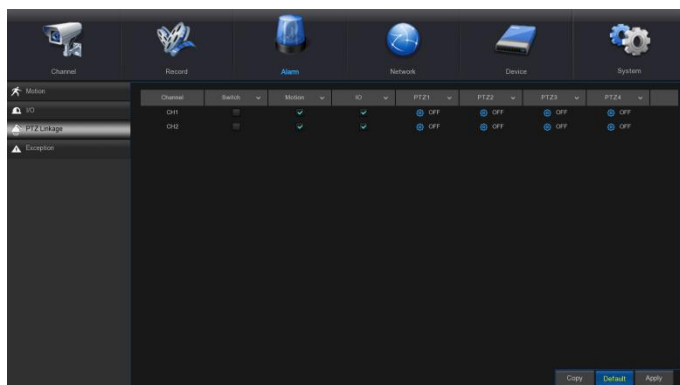 Channel Record Alarm Network Device System
Motion
I/O
PTZ Linkage
Exception
Channel Switch Motion IO PTZ1 PTZ2 PTZ3 PTZ4
CH1 OFF OFF OFF OFF
CH2 OFF OFF OFF OFF
Copy Default Apply